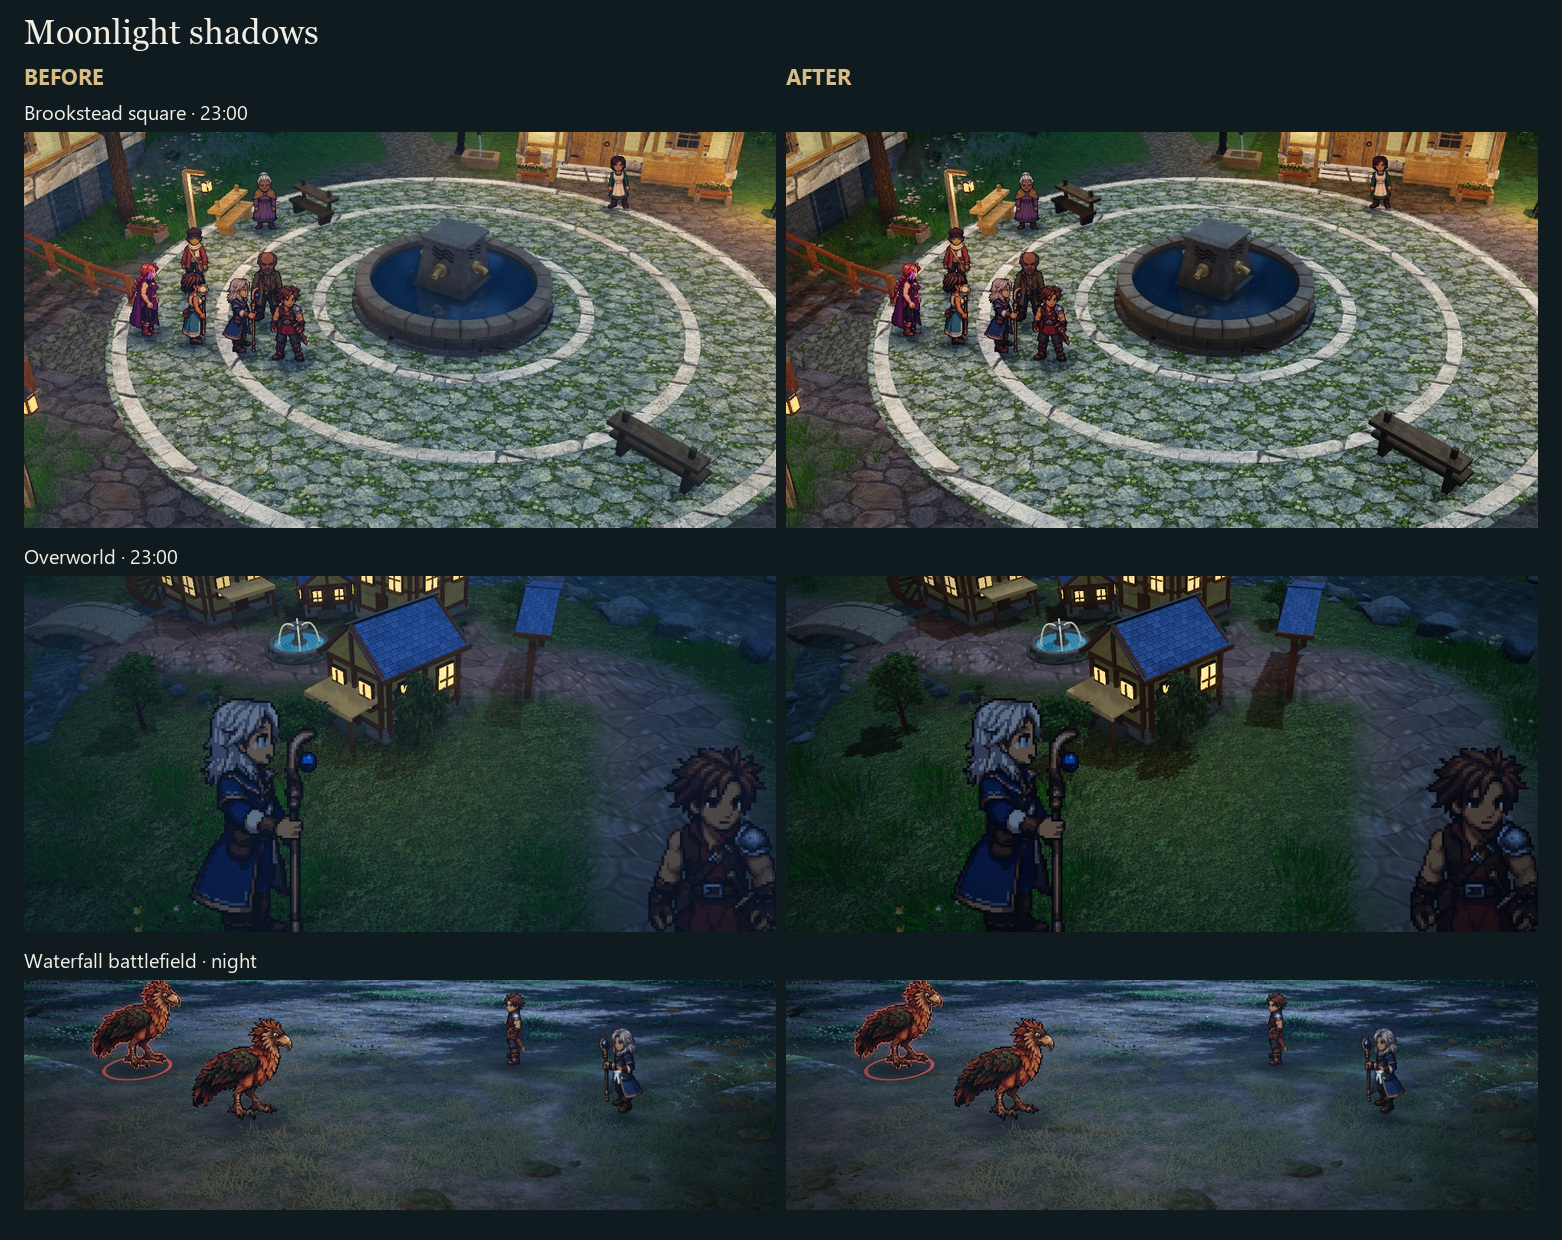 Moonlight shadows
BEFORE
AFTER
Brookstead square · 23:00
Overworld · 23:00
Waterfall battlefield · night